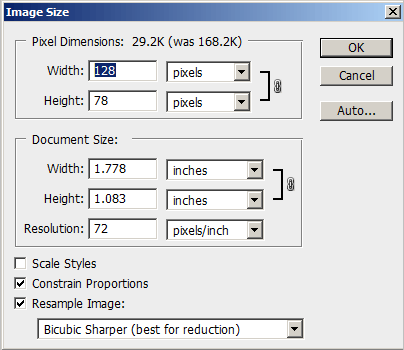 Image Size
Pixel Dimensions: 29.2K (was 168.2K)
Width: 128 pixels
Height: 78 pixels
OK
Cancel
Auto...
Document Size:
Width: 1.778 inches
Height: 1.083 inches
Resolution: 72 pixels/inch
Scale Styles
Constrain Proportions
Resample Image:
Bicubic Sharper (best for reduction)